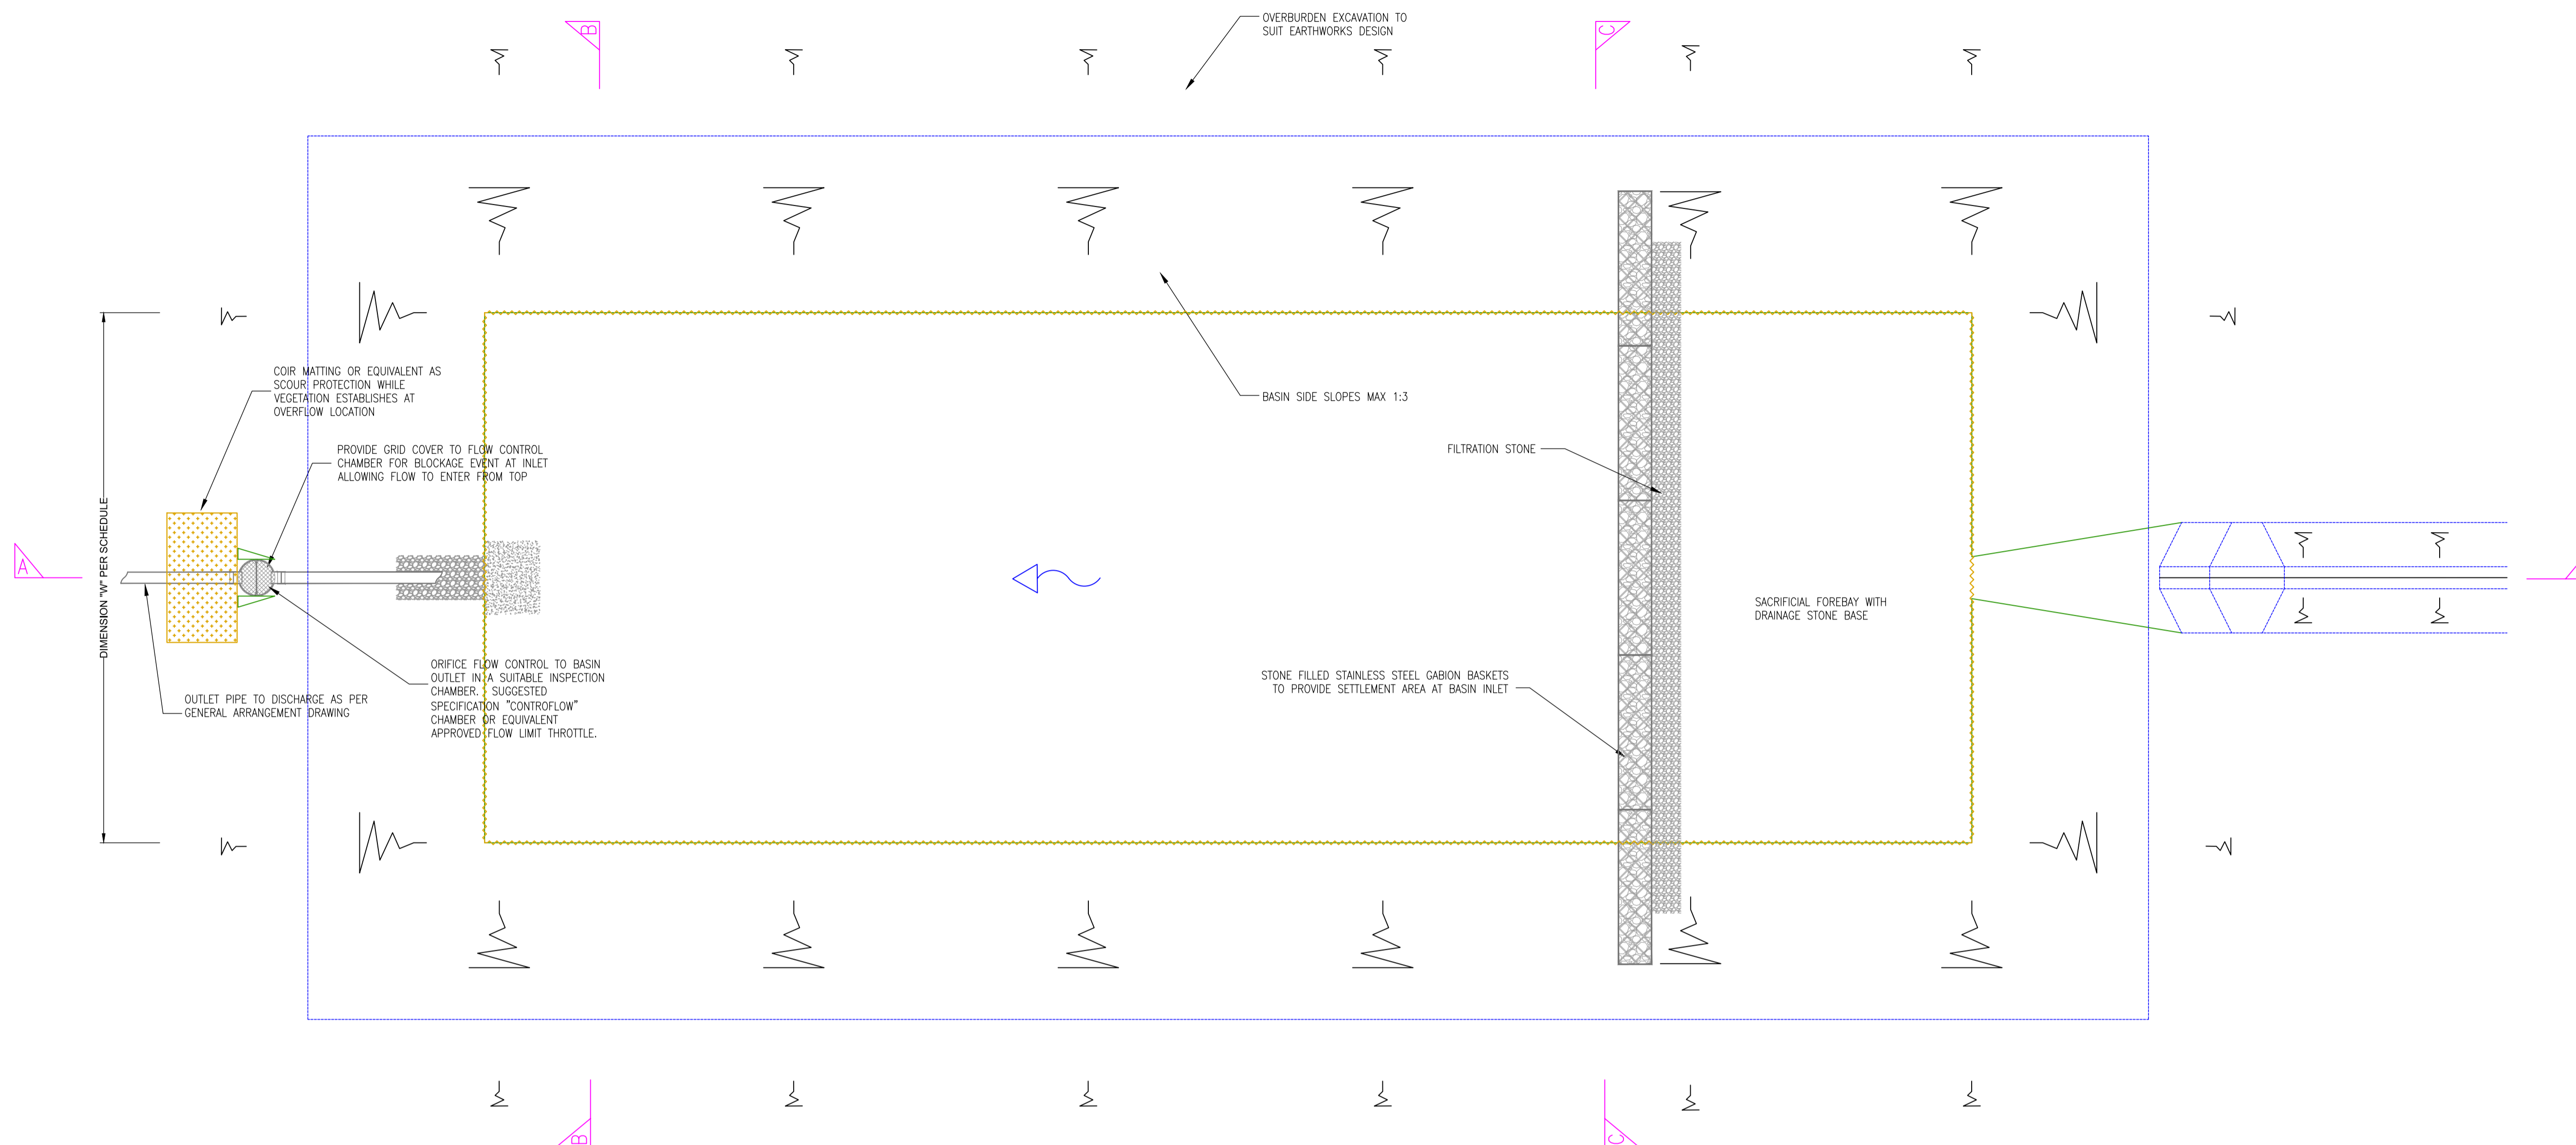 B
C
OVERBURDEN EXCAVATION TO
SUIT EARTHWORKS DESIGN
COIR MATTING OR EQUIVALENT AS
SCOUR PROTECTION WHILE
VEGETATION ESTABLISHES AT
OVERFLOW LOCATION
BASIN SIDE SLOPES MAX 1:3
PROVIDE GRID COVER TO FLOW CONTROL
CHAMBER FOR BLOCKAGE EVENT AT INLET
ALLOWING FLOW TO ENTER FROM TOP
FILTRATION STONE
A
DIMENSION "W" PER SCHEDULE
SACRIFICIAL FOREBAY WITH
DRAINAGE STONE BASE
ORIFICE FLOW CONTROL TO BASIN
OUTLET IN A SUITABLE INSPECTION
CHAMBER. SUGGESTED
SPECIFICATION "CONTROFLOW"
CHAMBER OR EQUIVALENT
APPROVED FLOW LIMIT THROTTLE.
STONE FILLED STAINLESS STEEL GABION BASKETS
TO PROVIDE SETTLEMENT AREA AT BASIN INLET
OUTLET PIPE TO DISCHARGE AS PER
GENERAL ARRANGEMENT DRAWING
B
C